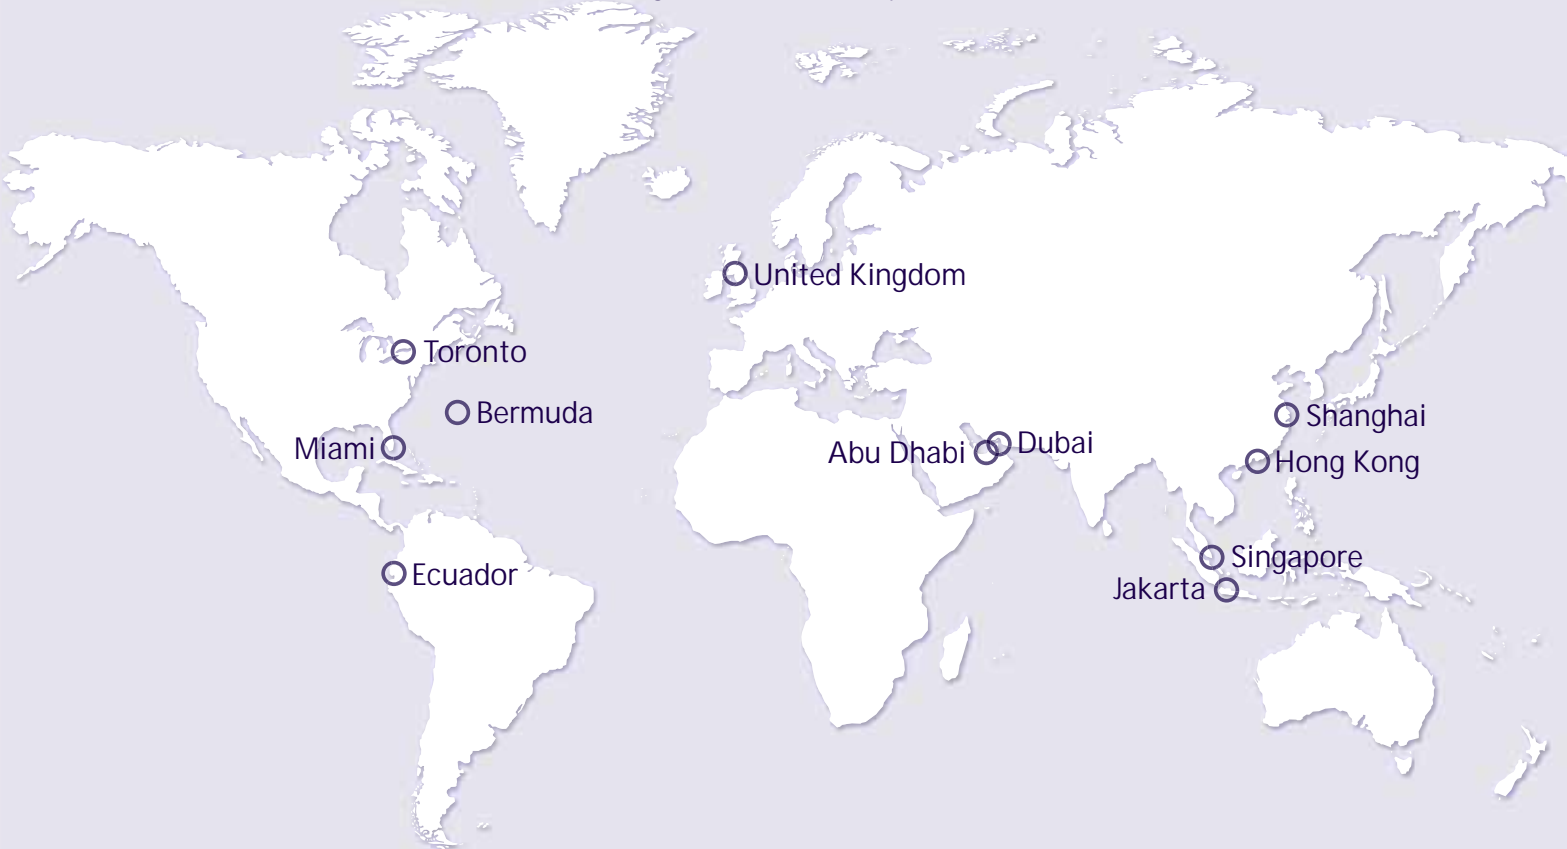 United Kingdom
Toronto
Bermuda
Shanghai
Miami
Abu Dhabi
Dubai
Hong Kong
Ecuador
Singapore
Jakarta